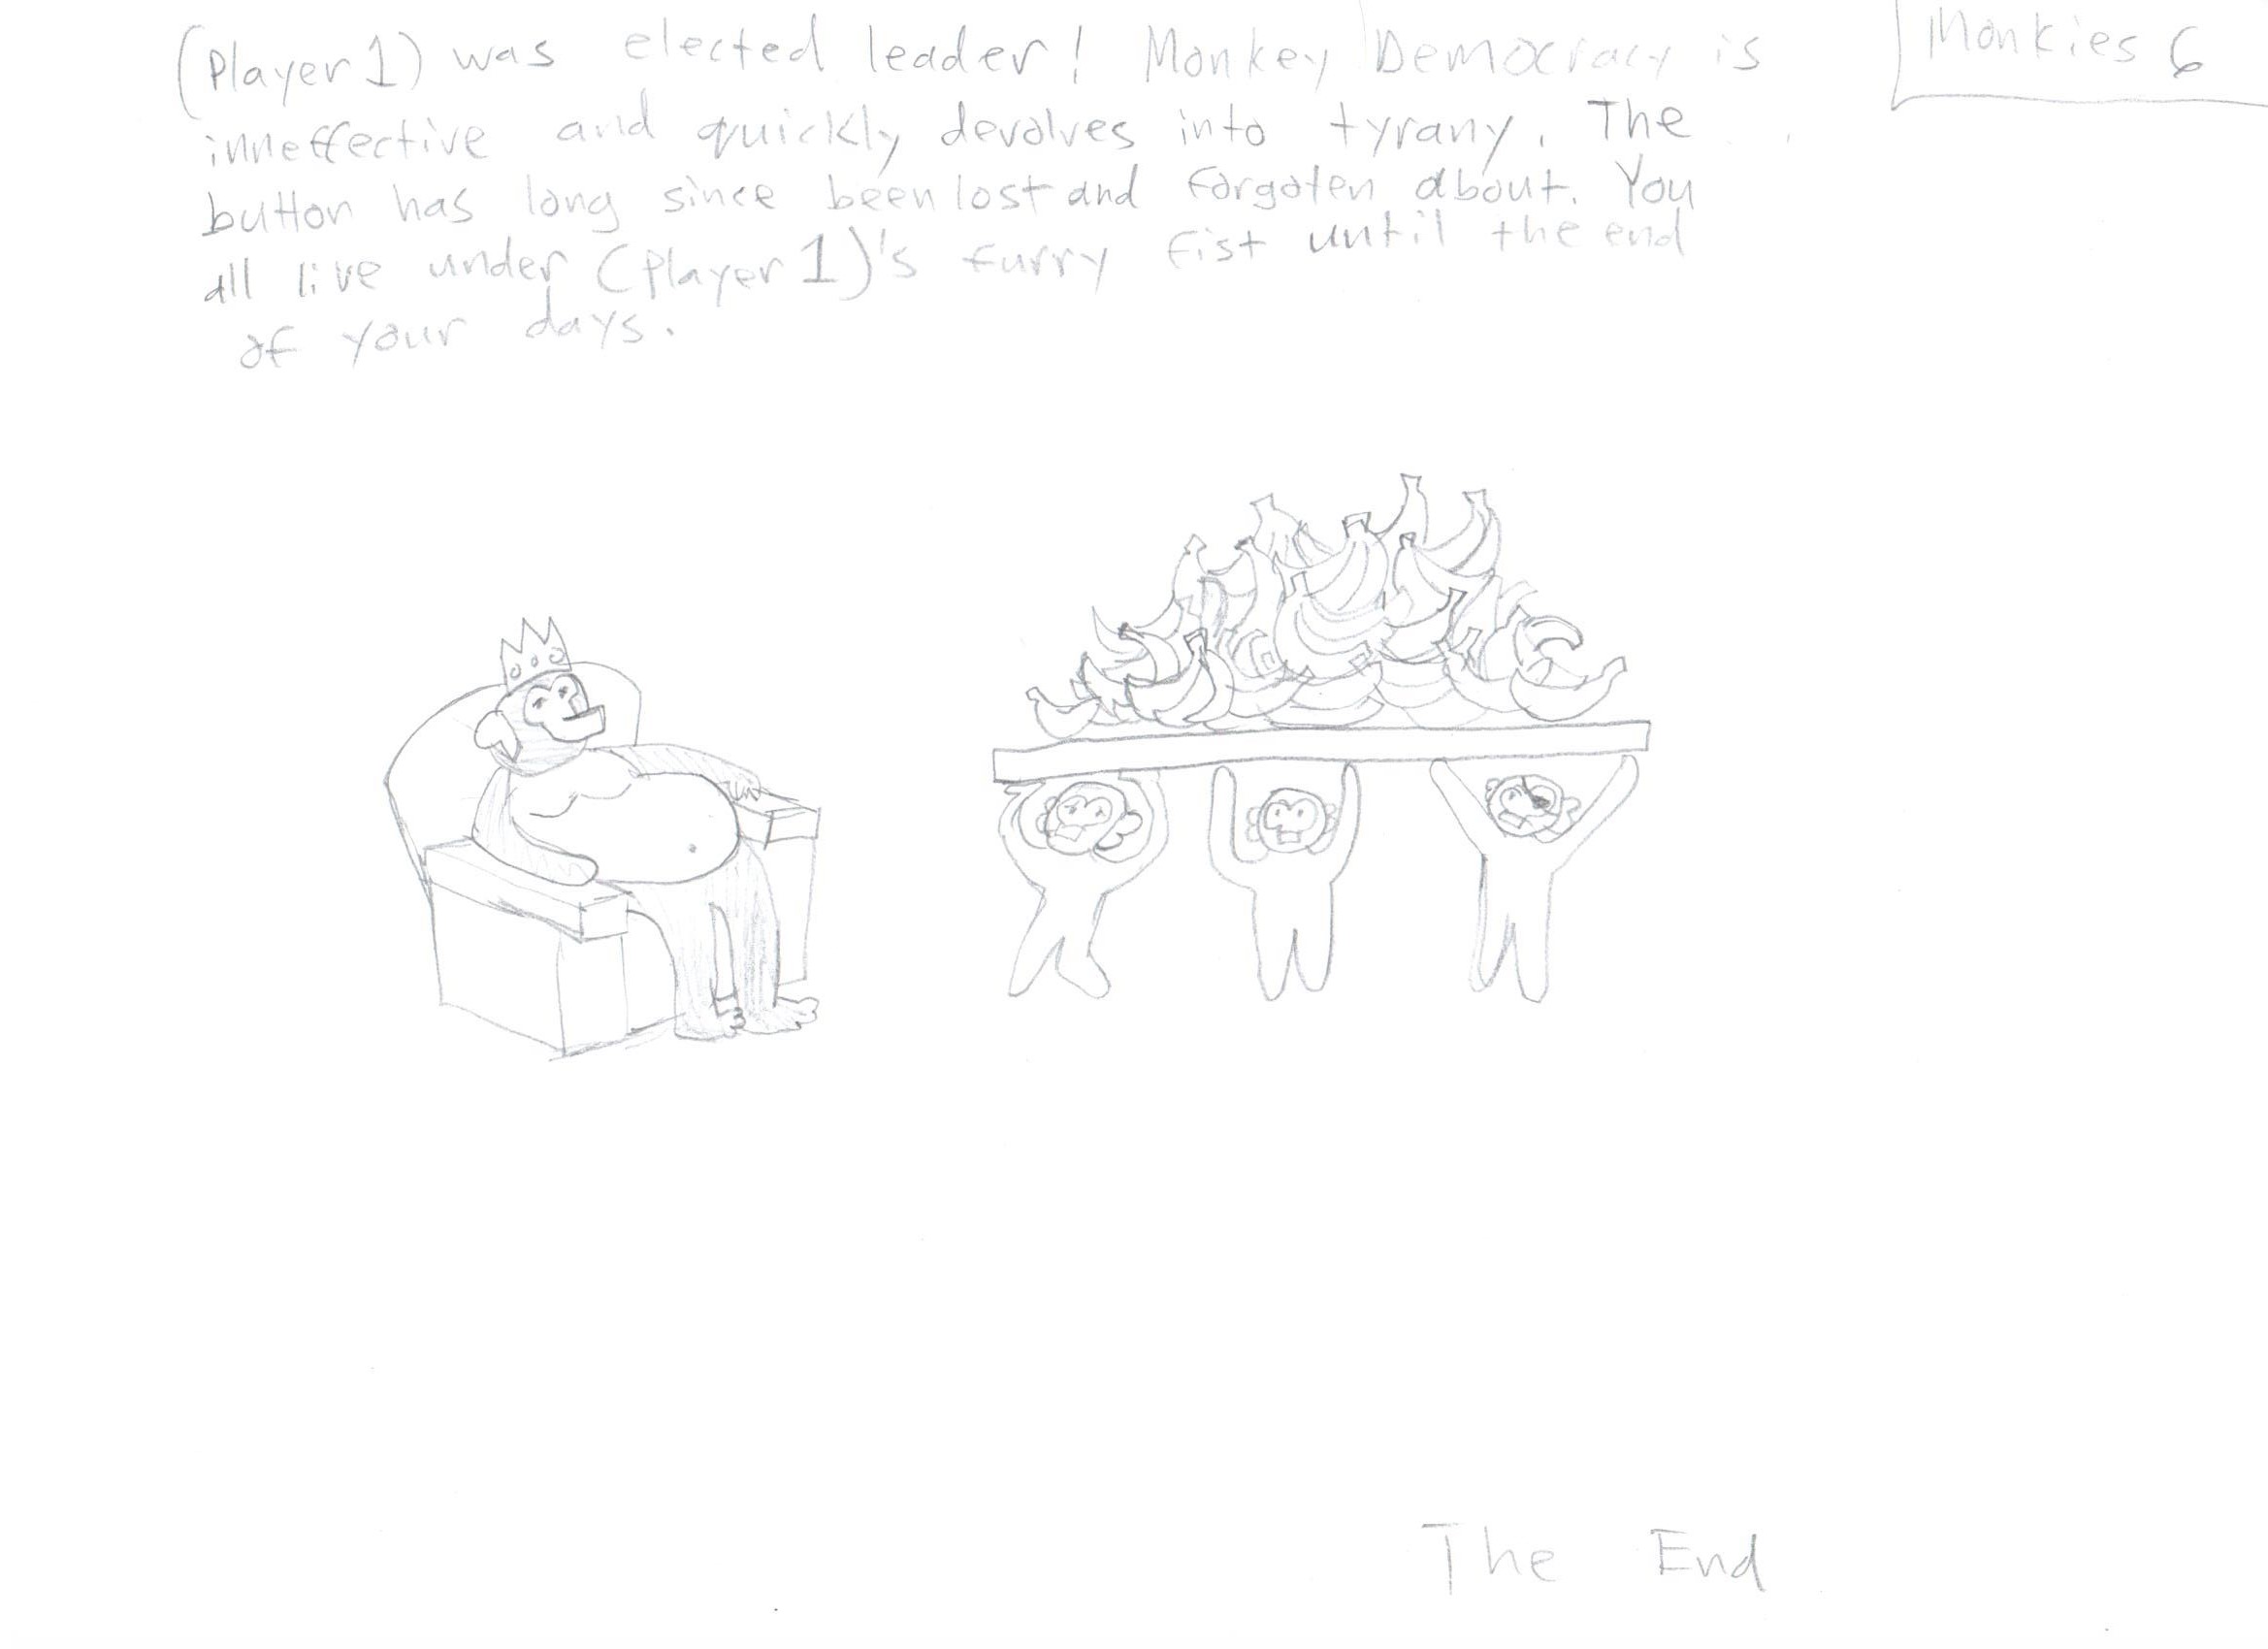 (Player 1) was elected leader! Monkey Democracy is
inneffective and quickly devolves into tyrany. The
button has long since been lost and forgoten about. You
all live under (Player 1)'s furry fist until the end
of your days.
Monkies 6
The End